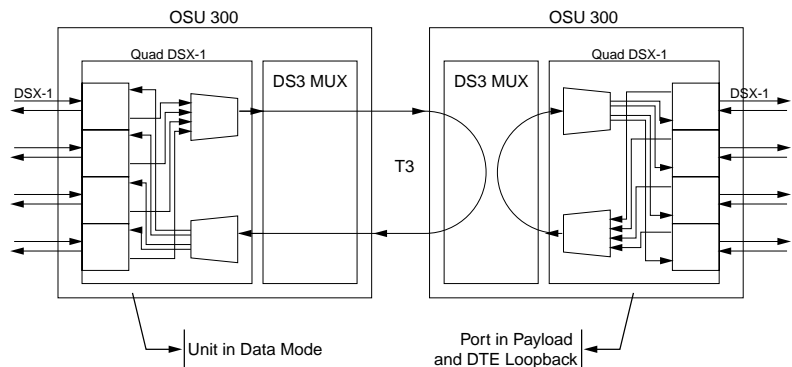 OSU 300
OSU 300
Quad DSX-1
Quad DSX-1
DS3 MUX
DS3 MUX
DSX-1
DSX-1
T3
Unit in Data Mode
Port in Payload
and DTE Loopback